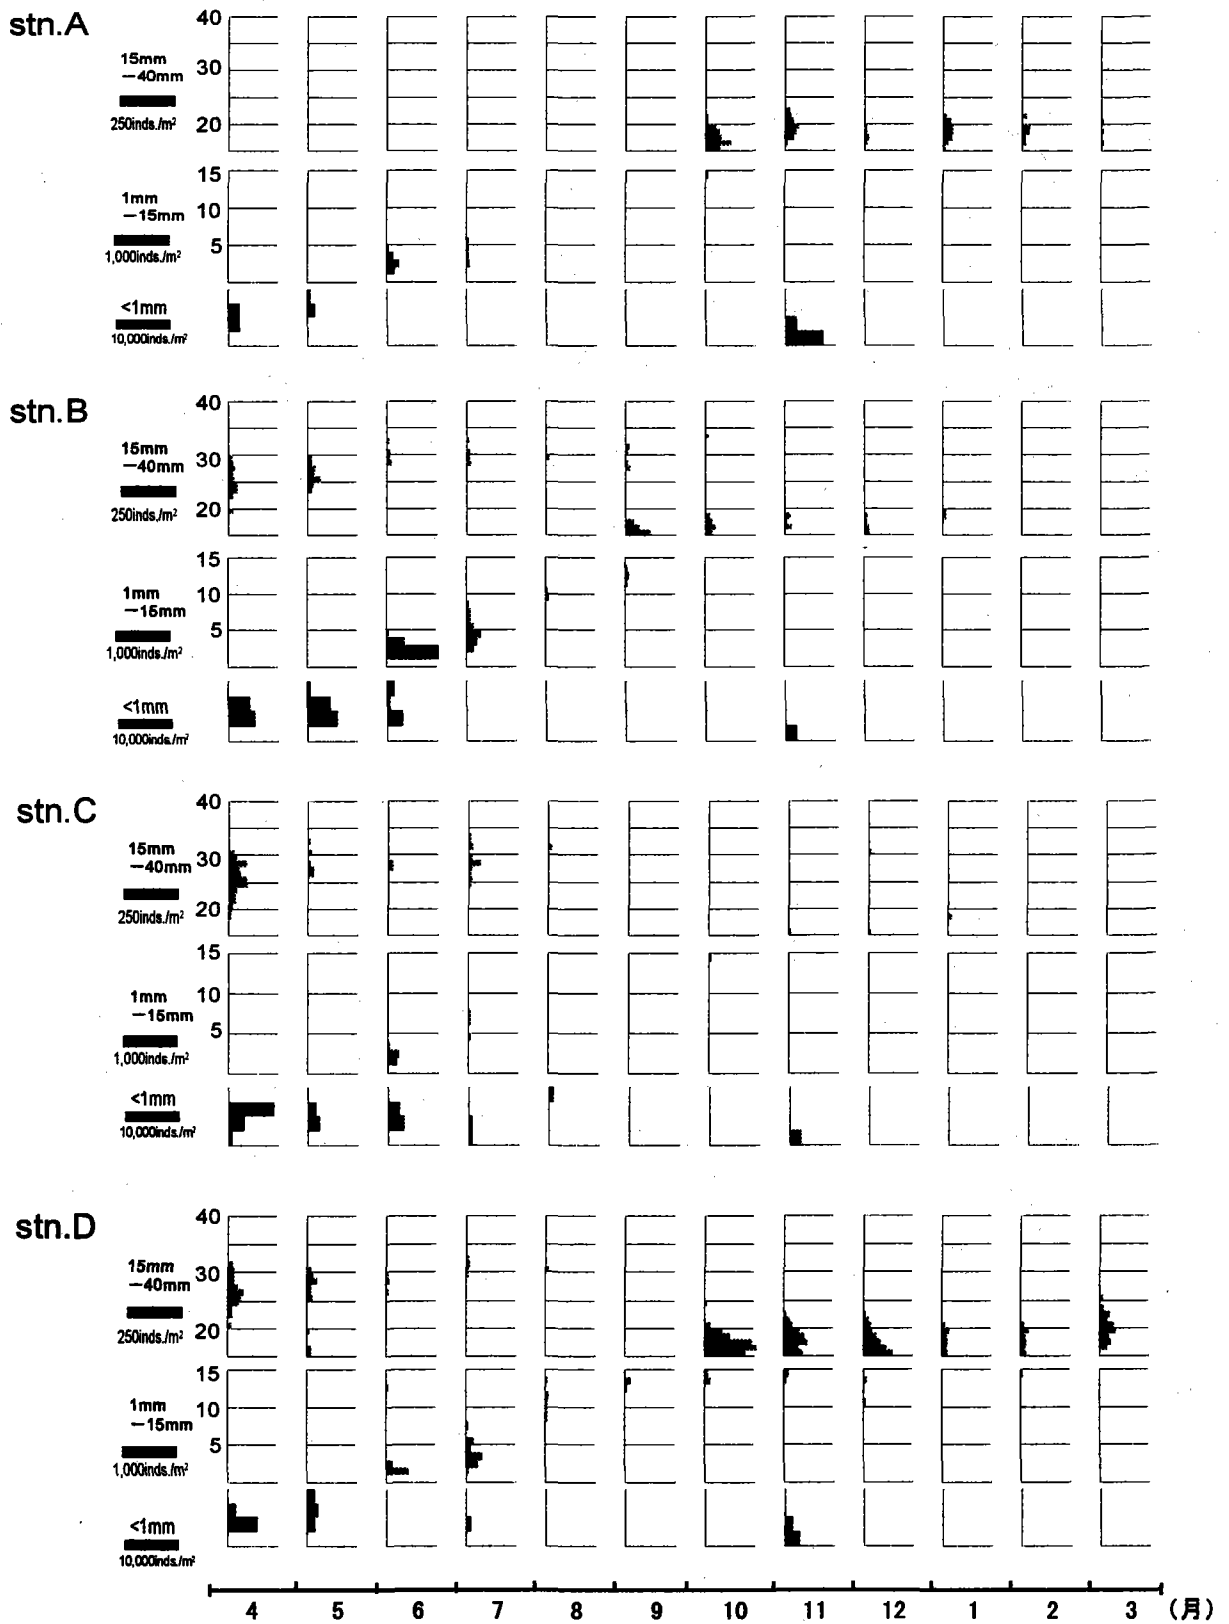 stn.A
40
15mm
－40mm
30
250inds./m²
20
15
1mm
－15mm
10
1,000inds./m²
5
<1mm
10,000inds./m²
stn.B
40
15mm
－40mm
30
250inds./m²
20
15
1mm
－15mm
10
1,000inds./m²
5
<1mm
10,000inds./m²
stn.C
40
15mm
－40mm
30
250inds./m²
20
15
1mm
－15mm
10
1,000inds./m²
5
<1mm
10,000inds./m²
stn.D
40
15mm
－40mm
30
250inds./m²
20
15
1mm
－15mm
10
1,000inds./m²
5
<1mm
10,000inds./m²
4 5 6 7 8 9 10 11 12 1 2 3 (月)